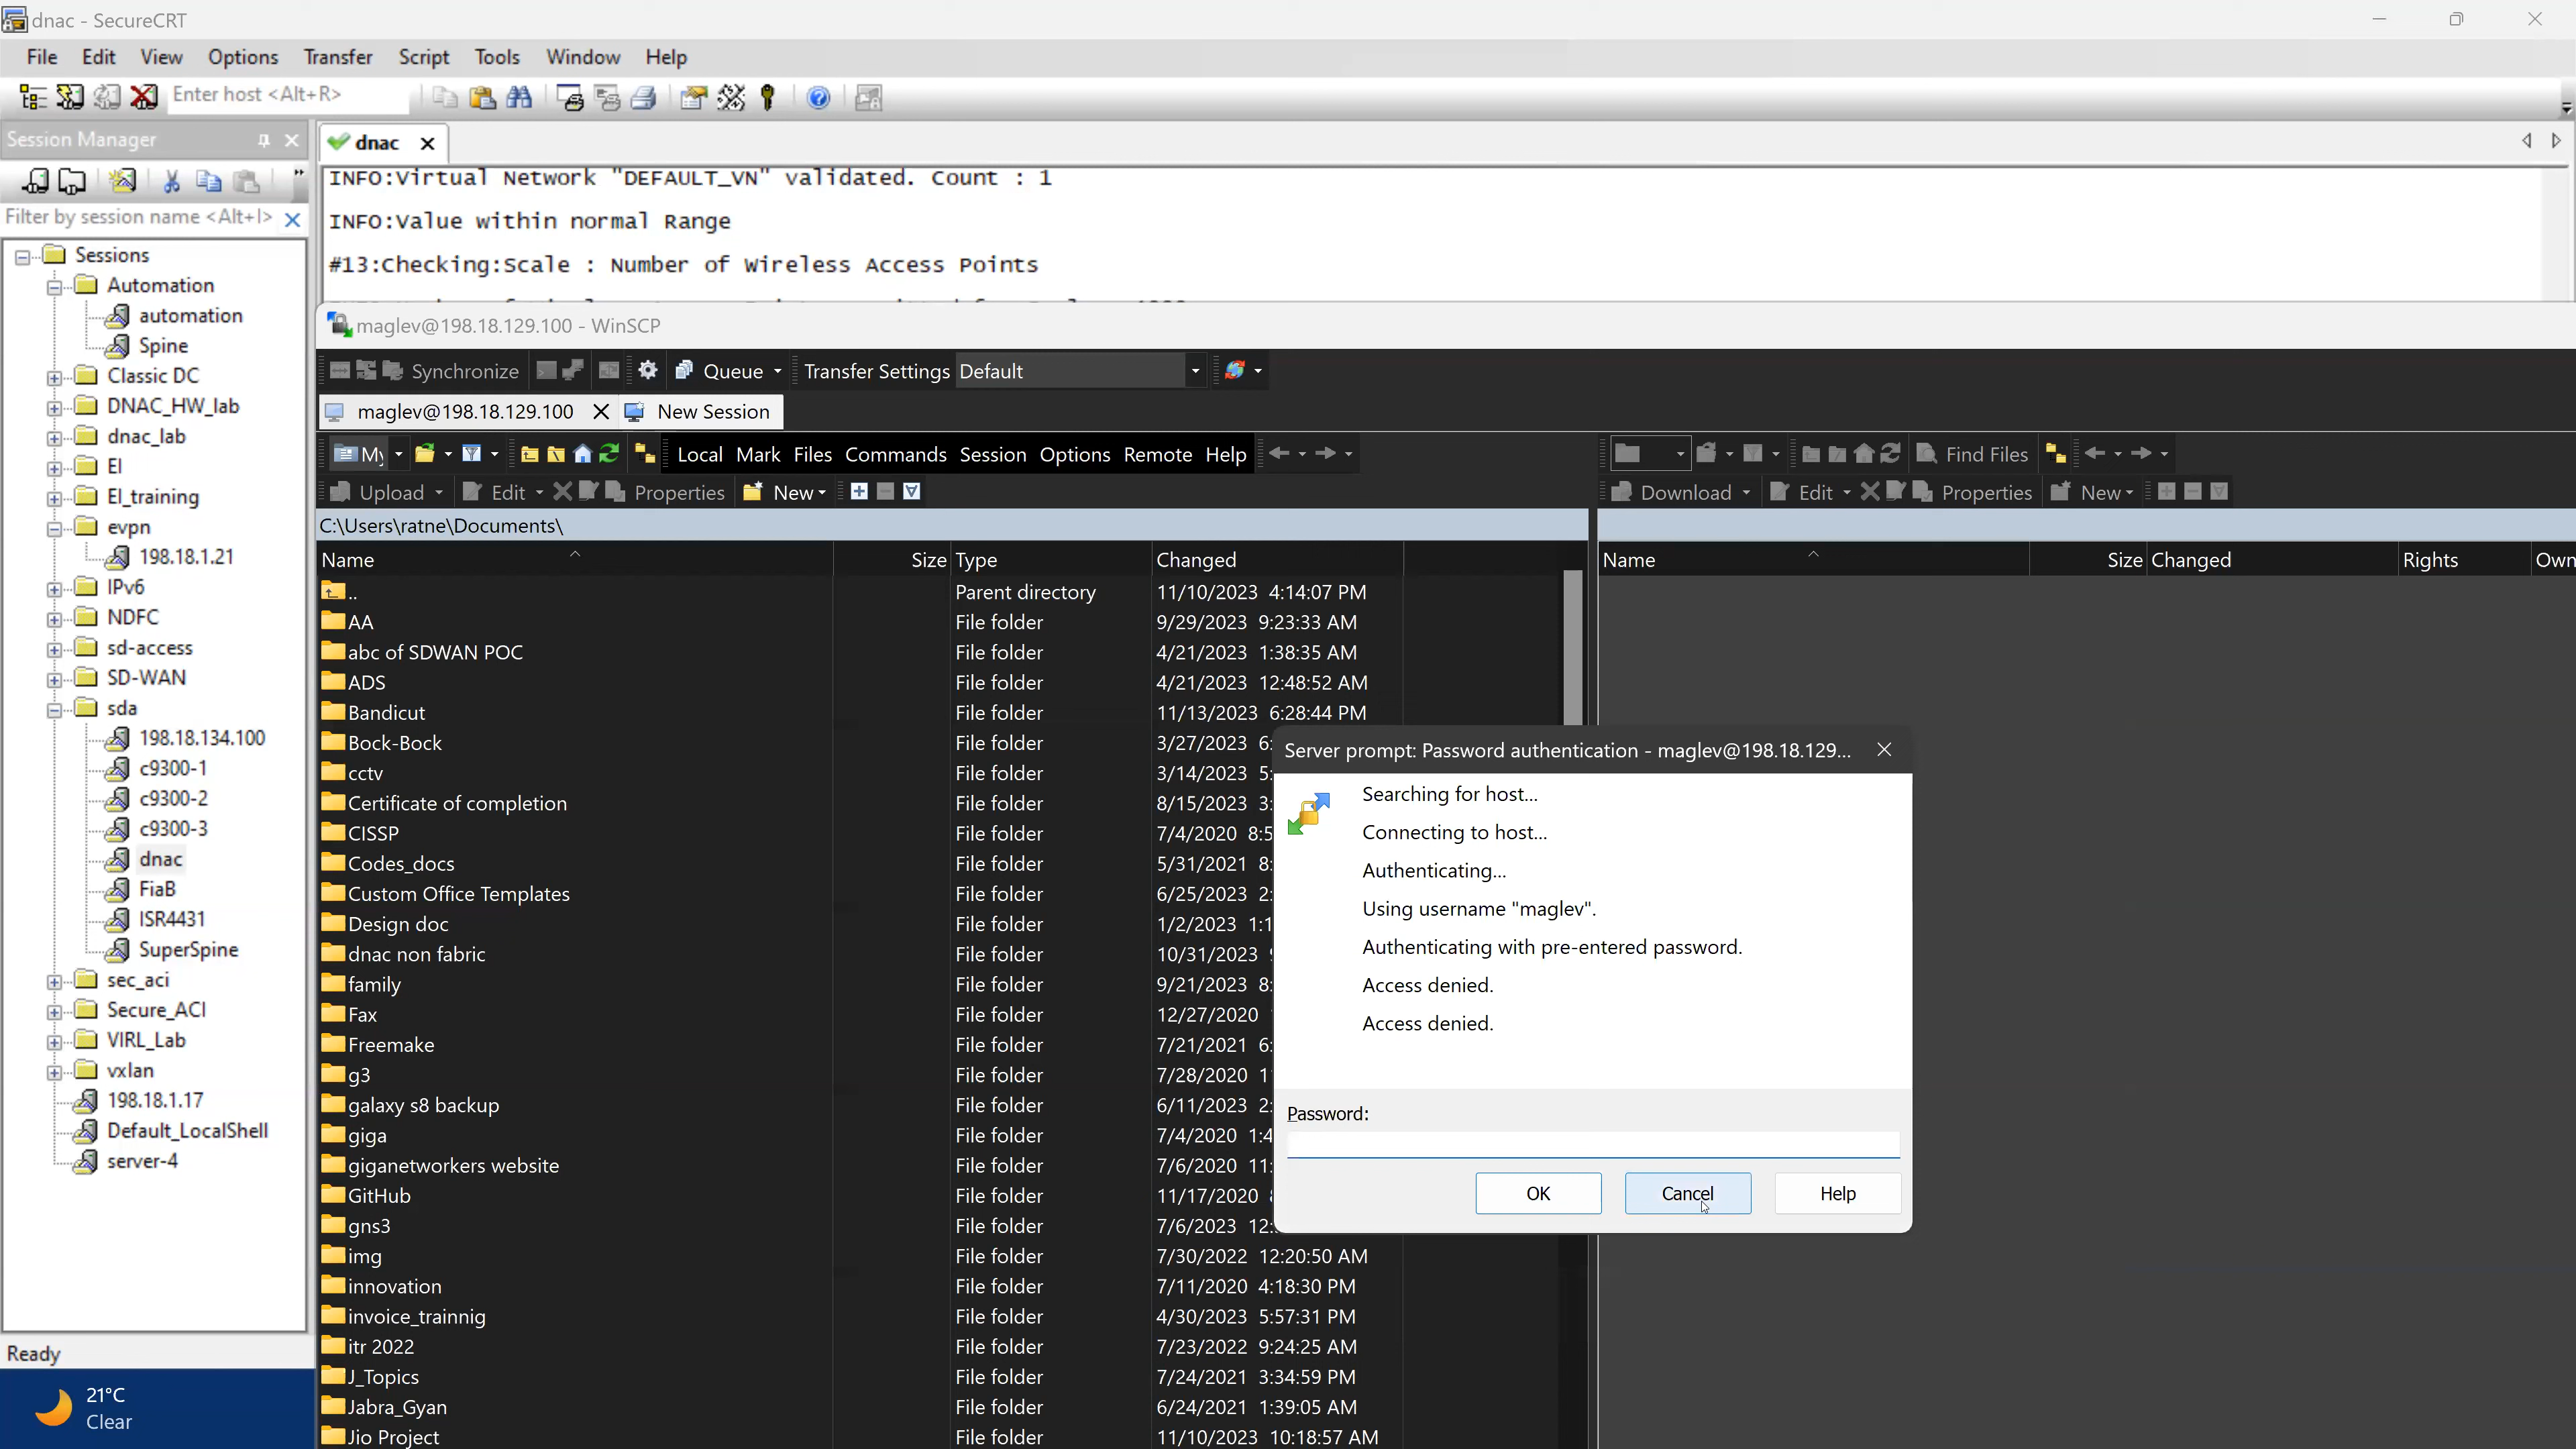 dnac - SecureCRT
File Edit View Options Transfer Script Tools Window Help
Enter host <Alt+R>
Session Manager
dnac
Filter by session name <Alt+I>
Sessions
Automation
automation
Spine
Classic DC
DNAC_HW_lab
dnac_lab
EI
EI_training
evpn
198.18.1.21
IPv6
NDFC
sd-access
SD-WAN
sda
198.18.134.100
c9300-1
c9300-2
c9300-3
dnac
FiaB
ISR4431
SuperSpine
sec_aci
Secure_ACI
VIRL_Lab
vxlan
198.18.1.17
Default_LocalShell
server-4
Ready
21°C
Clear
INFO:Virtual Network "DEFAULT_VN" validated. Count : 1
INFO:Value within normal Range
#13:Checking:Scale : Number of Wireless Access Points
maglev@198.18.129.100 - WinSCP
Synchronize Queue Transfer Settings Default
maglev@198.18.129.100 New Session
My Local Mark Files Commands Session Options Remote Help Find Files
Upload Edit Properties New Download Edit Properties New
C:\Users\ratne\Documents\
Name Size Type Changed Name Size Changed Rights Own
.. Parent directory 11/10/2023 4:14:07 PM
AA File folder 9/29/2023 9:23:33 AM
abc of SDWAN POC File folder 4/21/2023 1:38:35 AM
ADS File folder 4/21/2023 12:48:52 AM
Bandicut File folder 11/13/2023 6:28:44 PM
Bock-Bock File folder 3/27/2023 6:
cctv File folder 3/14/2023 5:
Certificate of completion File folder 8/15/2023 3:
CISSP File folder 7/4/2020 8:5
Codes_docs File folder 5/31/2021 8:
Custom Office Templates File folder 6/25/2023 2:
Design doc File folder 1/2/2023 1:1
dnac non fabric File folder 10/31/2023
family File folder 9/21/2023 8:
Fax File folder 12/27/2020
Freemake File folder 7/21/2021 6:
g3 File folder 7/28/2020 1
galaxy s8 backup File folder 6/11/2023 2:
giga File folder 7/4/2020 1:4
giganetworkers website File folder 7/6/2020 11:
GitHub File folder 11/17/2020
gns3 File folder 7/6/2023 12:
img File folder 7/30/2022 12:20:50 AM
innovation File folder 7/11/2020 4:18:30 PM
invoice_trainnig File folder 4/30/2023 5:57:31 PM
itr 2022 File folder 7/23/2022 9:24:25 AM
J_Topics File folder 7/24/2021 3:34:59 PM
Jabra_Gyan File folder 6/24/2021 1:39:05 AM
Jio Project File folder 11/10/2023 10:18:57 AM
Server prompt: Password authentication - maglev@198.18.129...
Searching for host...
Connecting to host...
Authenticating...
Using username "maglev".
Authenticating with pre-entered password.
Access denied.
Access denied.
Password:
OK Cancel Help